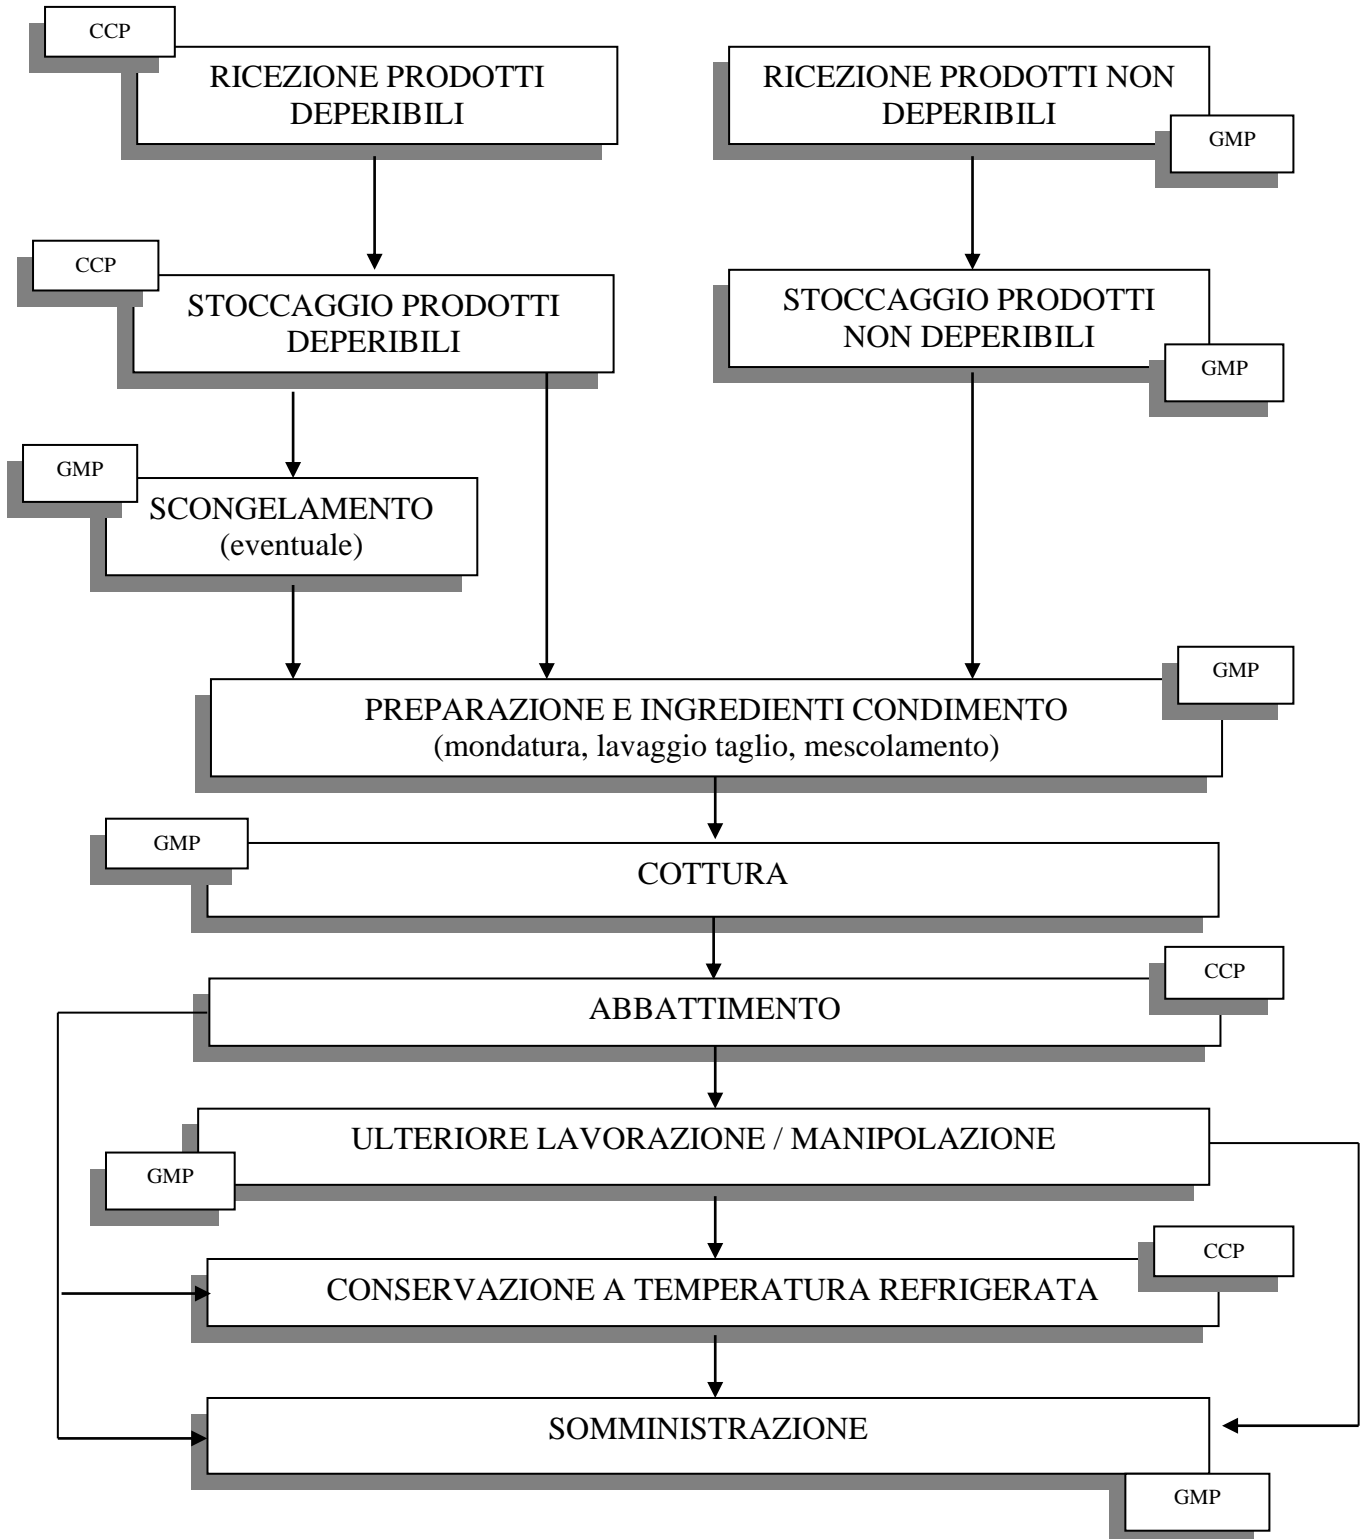 CCP
RICEZIONE PRODOTTI
DEPERIBILI
RICEZIONE PRODOTTI NON
DEPERIBILI
GMP
CCP
STOCCAGGIO PRODOTTI
DEPERIBILI
STOCCAGGIO PRODOTTI
NON DEPERIBILI
GMP
GMP
SCONGELAMENTO
(eventuale)
GMP
PREPARAZIONE E INGREDIENTI CONDIMENTO
(mondatura, lavaggio taglio, mescolamento)
GMP
COTTURA
CCP
ABBATTIMENTO
ULTERIORE LAVORAZIONE / MANIPOLAZIONE
GMP
CCP
CONSERVAZIONE A TEMPERATURA REFRIGERATA
SOMMINISTRAZIONE
GMP